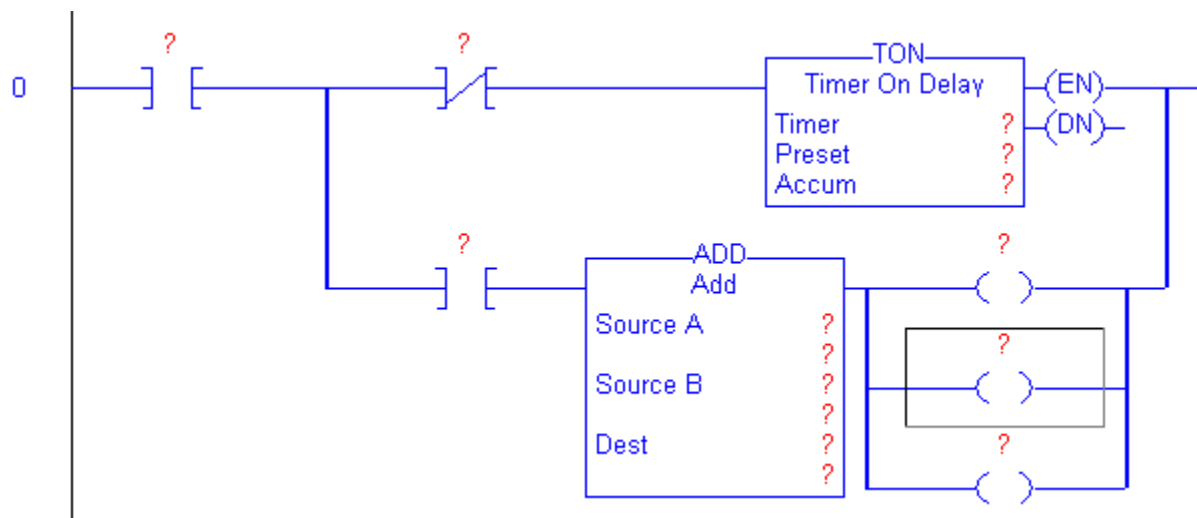 ? ?
TON
0 Timer On Delay (EN)
Timer ? (DN)
Preset ?
Accum ?
? ADD ?
Add
Source A ?
? ?
Source B ?
?
Dest ? ?
?